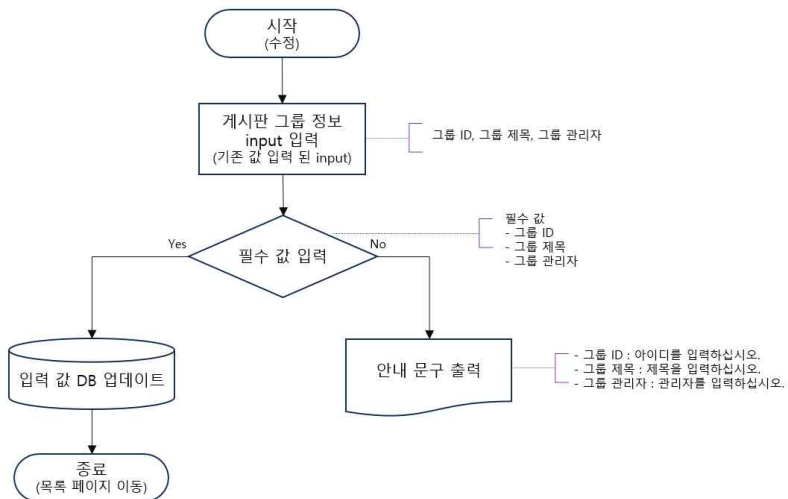 시작
(수정)
게시판 그룹 정보
input 입력
(기존 값 입력 된 input)
그룹 ID, 그룹 제목, 그룹 관리자
필수 값
- 그룹 ID
- 그룹 제목
- 그룹 관리자
Yes
필수 값 입력
No
입력 값 DB 업데이트
안내 문구 출력
- 그룹 ID : 아이디를 입력하십시오.
- 그룹 제목 : 제목을 입력하십시오.
- 그룹 관리자 : 관리자를 입력하십시오.
종료
(목록 페이지 이동)